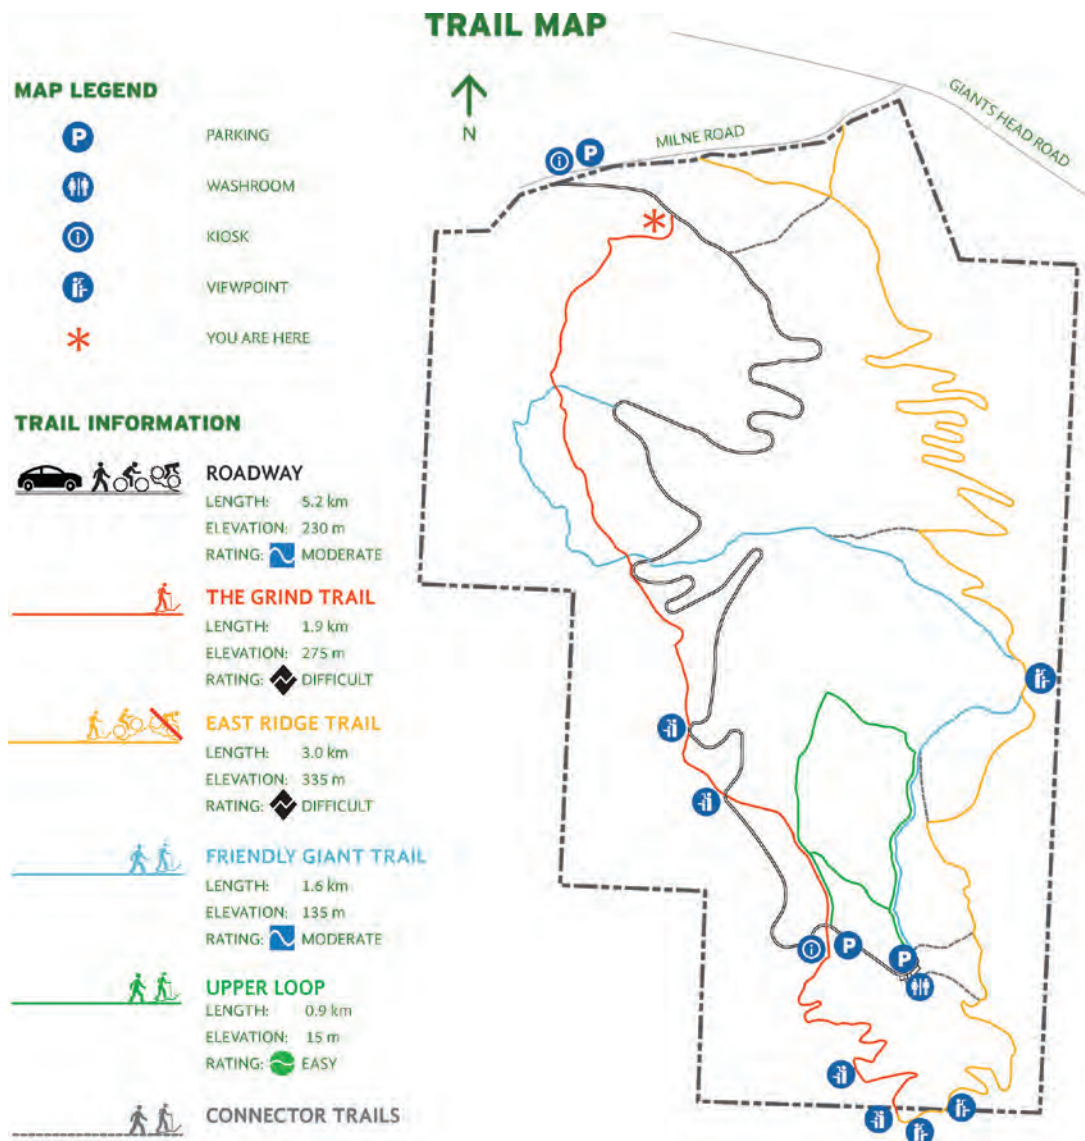 TRAIL MAP
MAP LEGEND
P PARKING
WASHROOM
i KIOSK
VIEWPOINT
* YOU ARE HERE
TRAIL INFORMATION
ROADWAY
LENGTH: 5.2 km
ELEVATION: 230 m
RATING: MODERATE
THE GRIND TRAIL
LENGTH: 1.9 km
ELEVATION: 275 m
RATING: DIFFICULT
EAST RIDGE TRAIL
LENGTH: 3.0 km
ELEVATION: 335 m
RATING: DIFFICULT
FRIENDLY GIANT TRAIL
LENGTH: 1.6 km
ELEVATION: 135 m
RATING: MODERATE
UPPER LOOP
LENGTH: 0.9 km
ELEVATION: 15 m
RATING: EASY
CONNECTOR TRAILS
N
MILNE ROAD
GIANTS HEAD ROAD
i P
i P
P